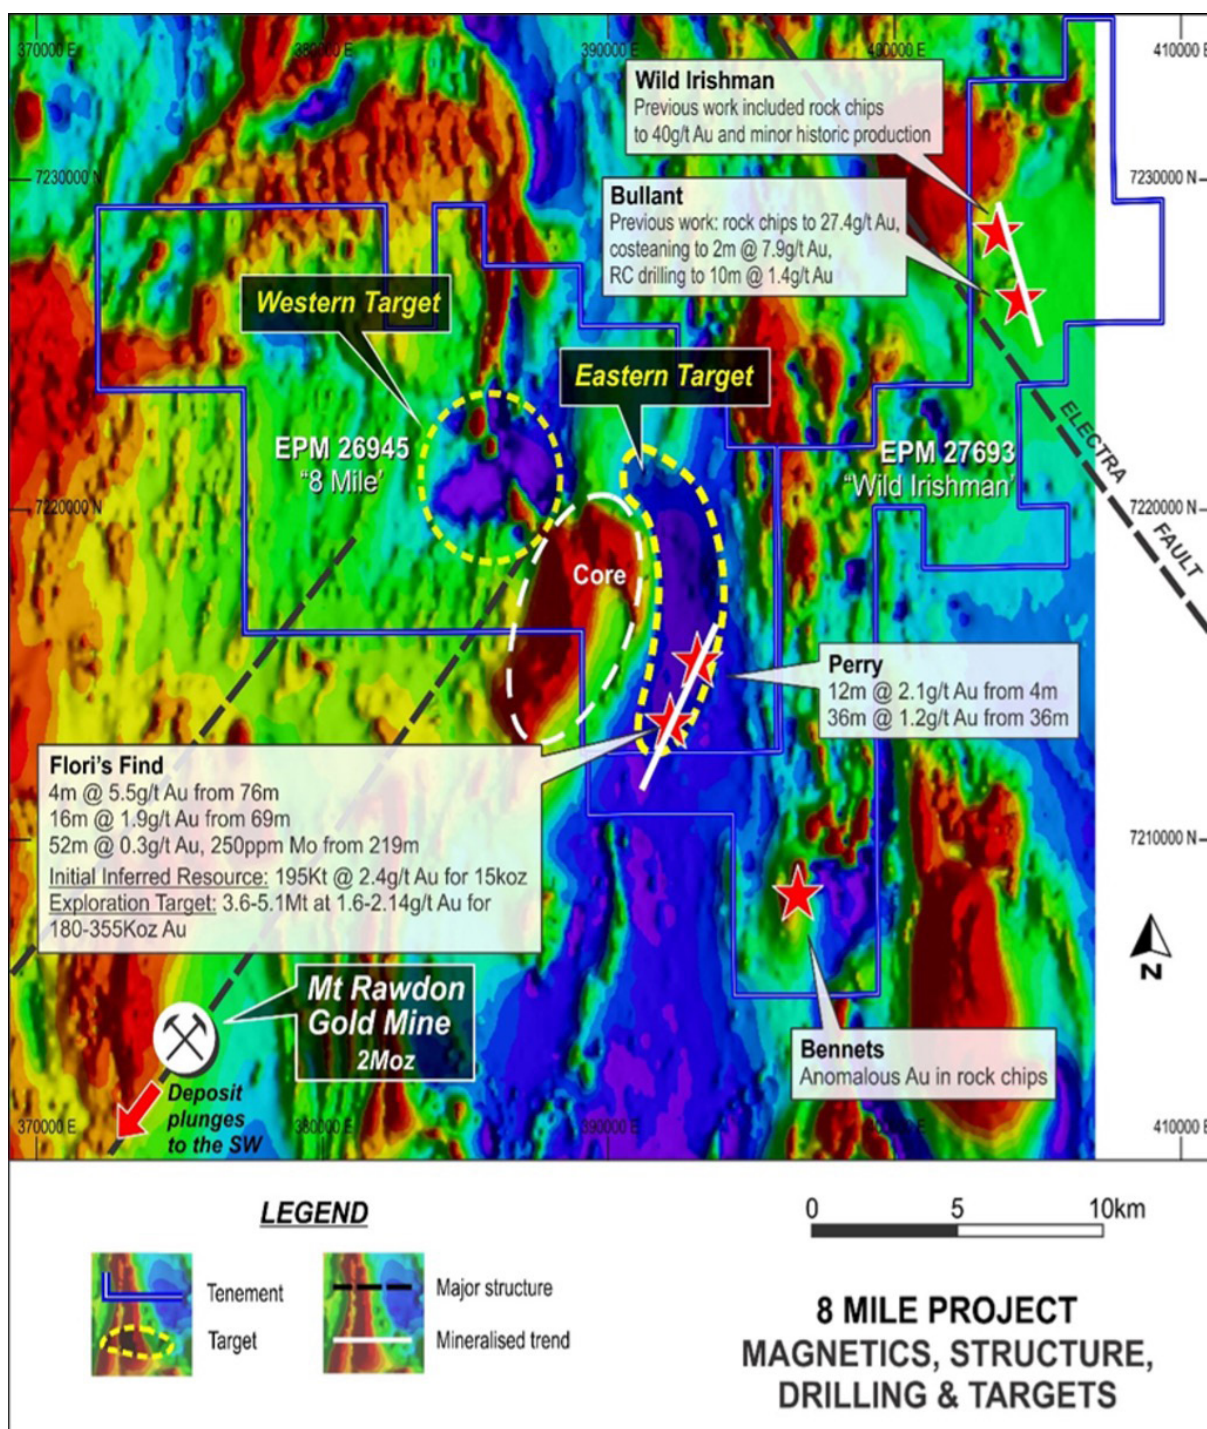 370000 E
380000 E
390000 E
400000 E
410000 E
Wild Irishman
Previous work included rock chips
to 40g/t Au and minor historic production
7230000 N
7230000 N
Bullant
Previous work: rock chips to 27.4g/t Au,
costeaning to 2m @ 7.9g/t Au,
RC drilling to 10m @ 1.4g/t Au
Western Target
Eastern Target
EPM 26945
"8 Mile'
EPM 27693
"Wild Irishman'
ELECTRA
FAULT
7220000 N
7220000 N
Core
Perry
12m @ 2.1g/t Au from 4m
36m @ 1.2g/t Au from 36m
Flori's Find
4m @ 5.5g/t Au from 76m
16m @ 1.9g/t Au from 69m
52m @ 0.3g/t Au, 250ppm Mo from 219m
Initial Inferred Resource: 195Kt @ 2.4g/t Au for 15koz
Exploration Target: 3.6-5.1Mt at 1.6-2.14g/t Au for
180-355Koz Au
7210000 N
N
Mt Rawdon
Gold Mine
2Moz
Bennets
Anomalous Au in rock chips
Deposit
plunges
to the SW
370000 E
380000 E
390000 E
410000 E
LEGEND
Tenement
Target
Major structure
Mineralised trend
0 5 10km
8 MILE PROJECT
MAGNETICS, STRUCTURE,
DRILLING & TARGETS